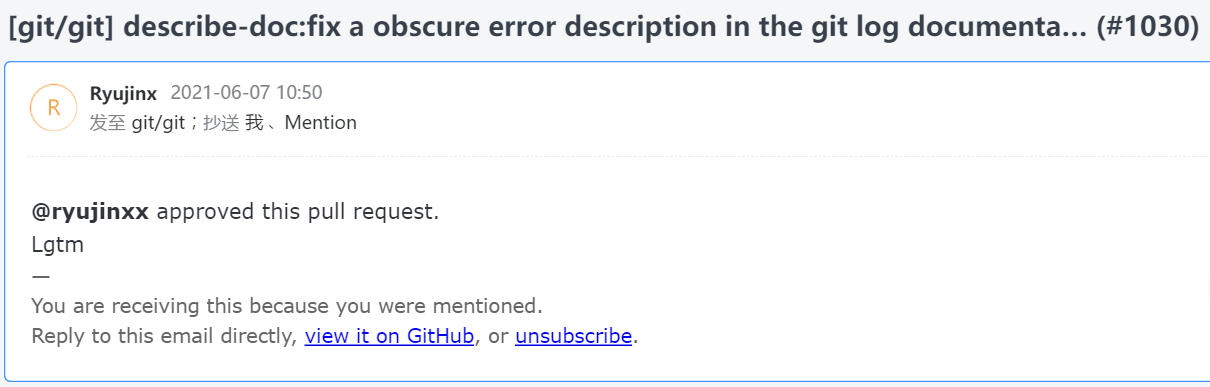 [git/git] describe-doc:fix a obscure error description in the git log documenta... (#1030)
R
Ryujinx 2021-06-07 10:50
发至 git/git；抄送 我、Mention
@ryujinxx approved this pull request.
Lgtm
—
You are receiving this because you were mentioned.
Reply to this email directly, view it on GitHub, or unsubscribe.